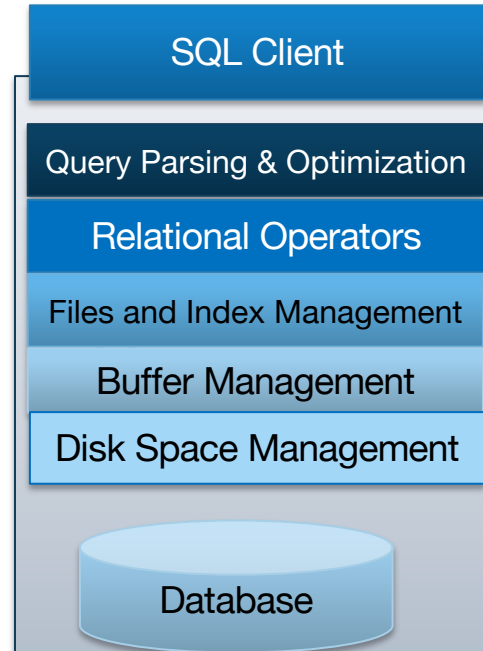 SQL Client
Query Parsing & Optimization
Relational Operators
Files and Index Management
Buffer Management
Disk Space Management
Database